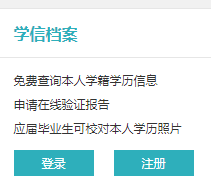 学信档案
免费查询本人学籍学历信息
申请在线验证报告
应届毕业生可校对本人学历照片
登录
注册